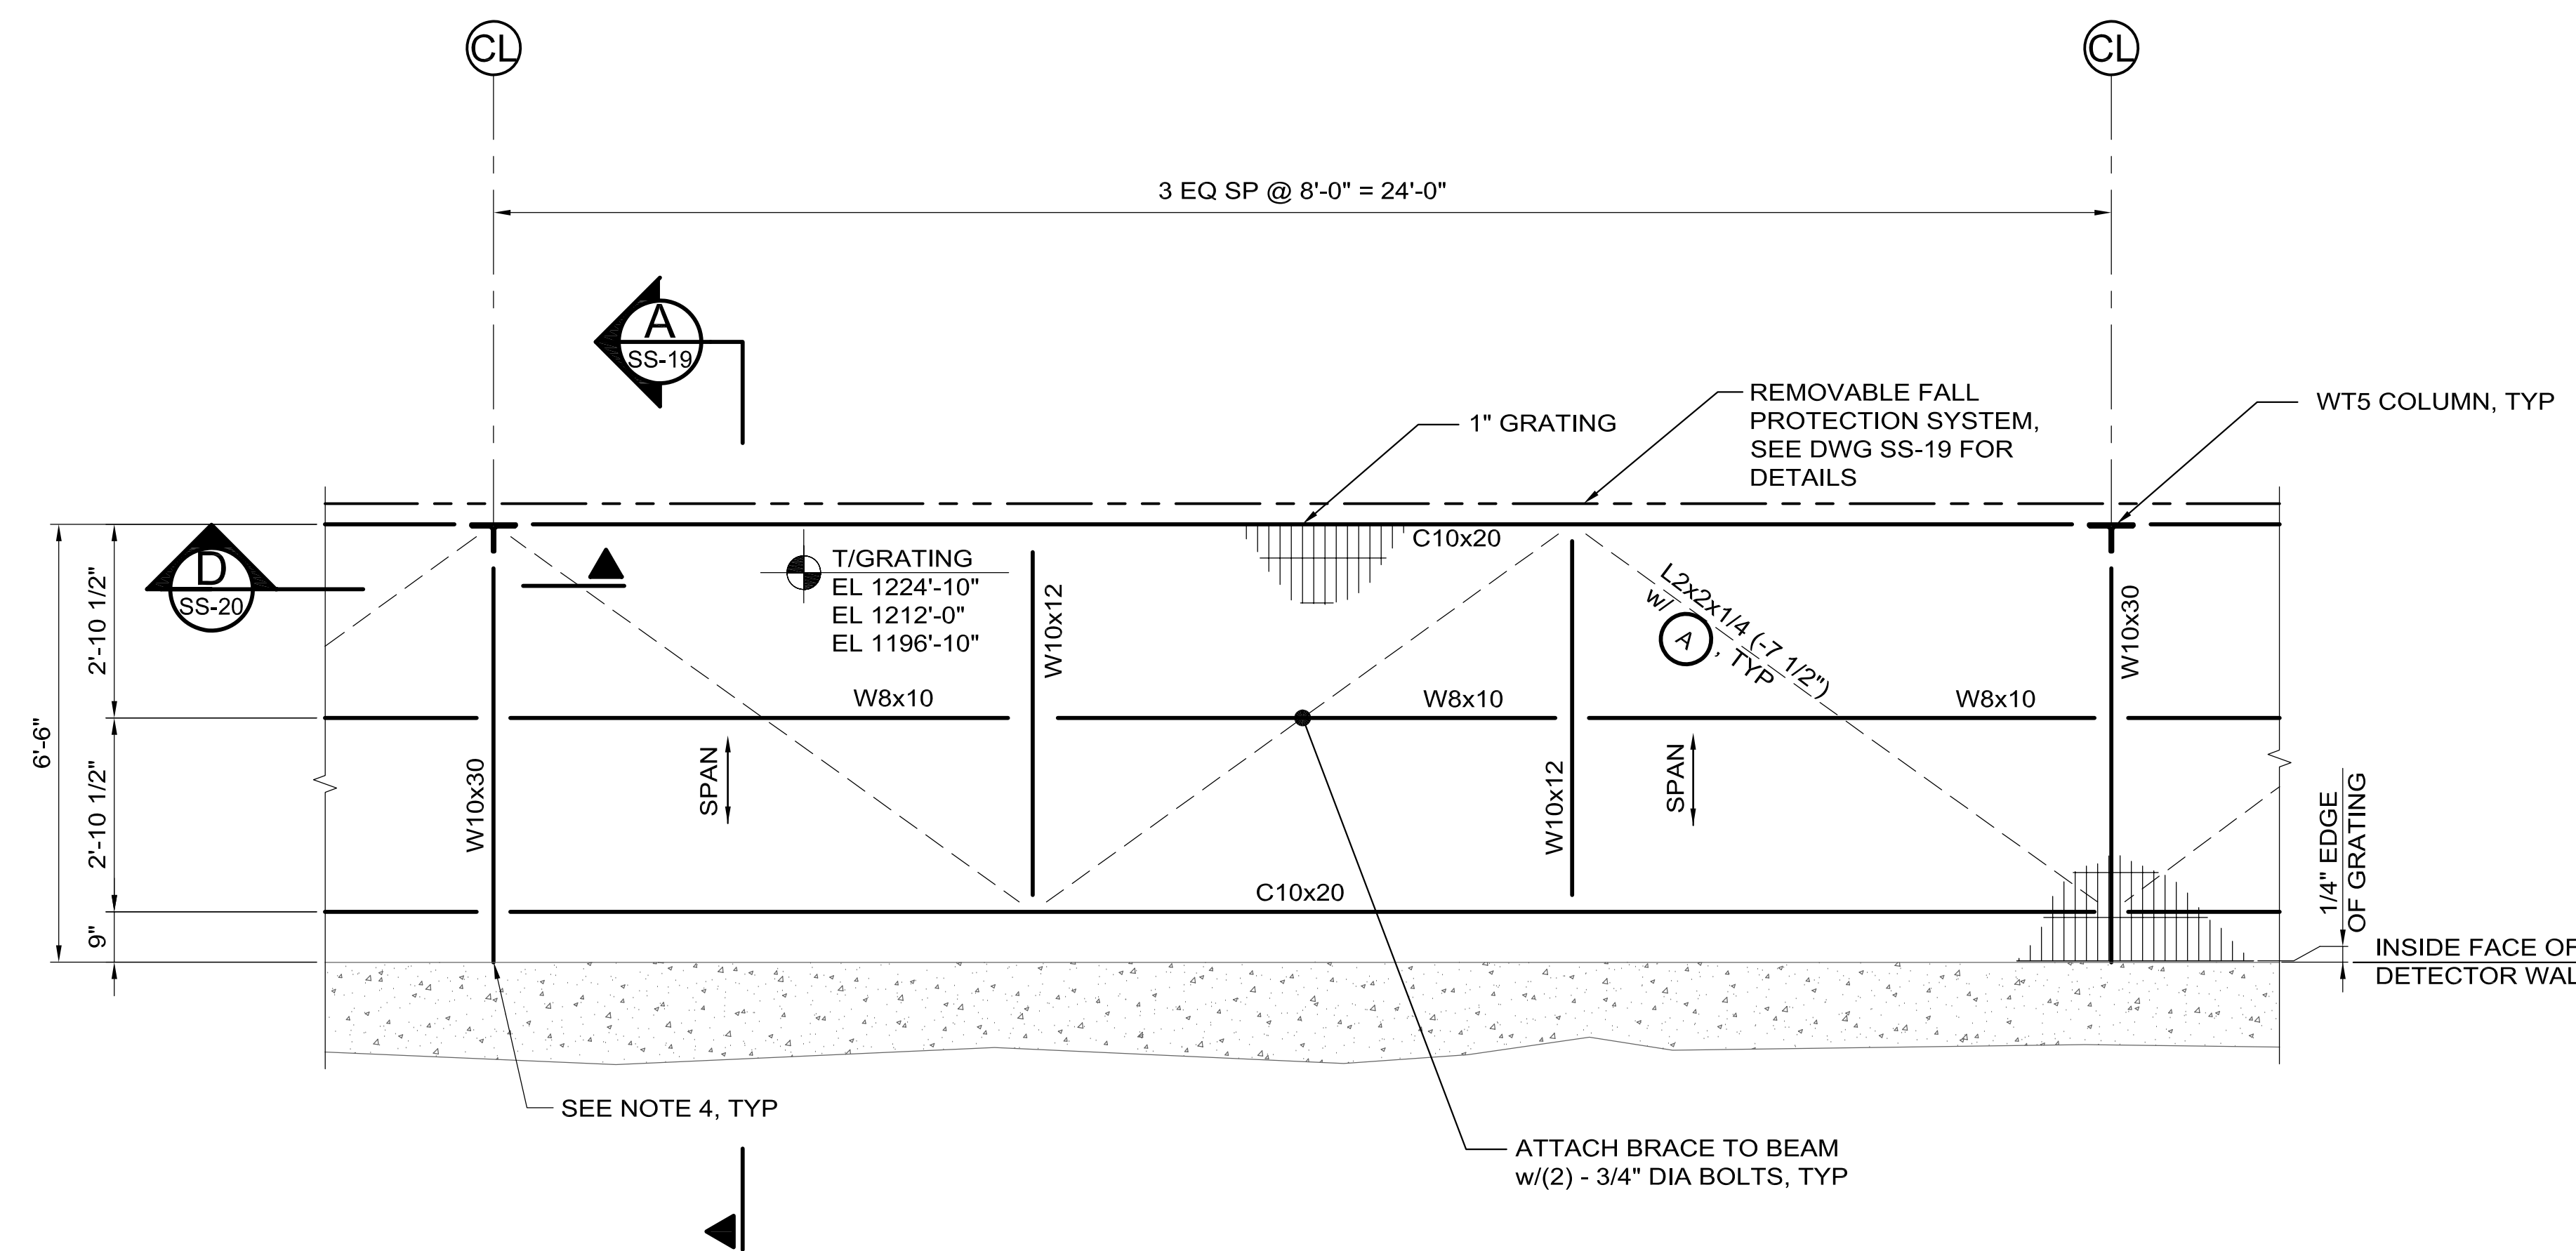 CL
CL
3 EQ SP @ 8'-0" = 24'-0"
A
SS-19
1" GRATING
REMOVABLE FALL
PROTECTION SYSTEM,
SEE DWG SS-19 FOR
DETAILS
WT5 COLUMN, TYP
D
SS-20
T/GRATING
EL 1224'-10"
EL 1212'-0"
EL 1196'-10"
C10x20
W10x12
L2x2x1/4 (-7 1/2")
w/ A , TYP
W10x30
6'-6"
2'-10 1/2"
2'-10 1/2"
9"
W8x10
W8x10
W8x10
W10x30
SPAN
W10x12
SPAN
1/4" EDGE
OF GRATING
C10x20
INSIDE FACE OF
DETECTOR WAL
SEE NOTE 4, TYP
ATTACH BRACE TO BEAM
w/(2) - 3/4" DIA BOLTS, TYP